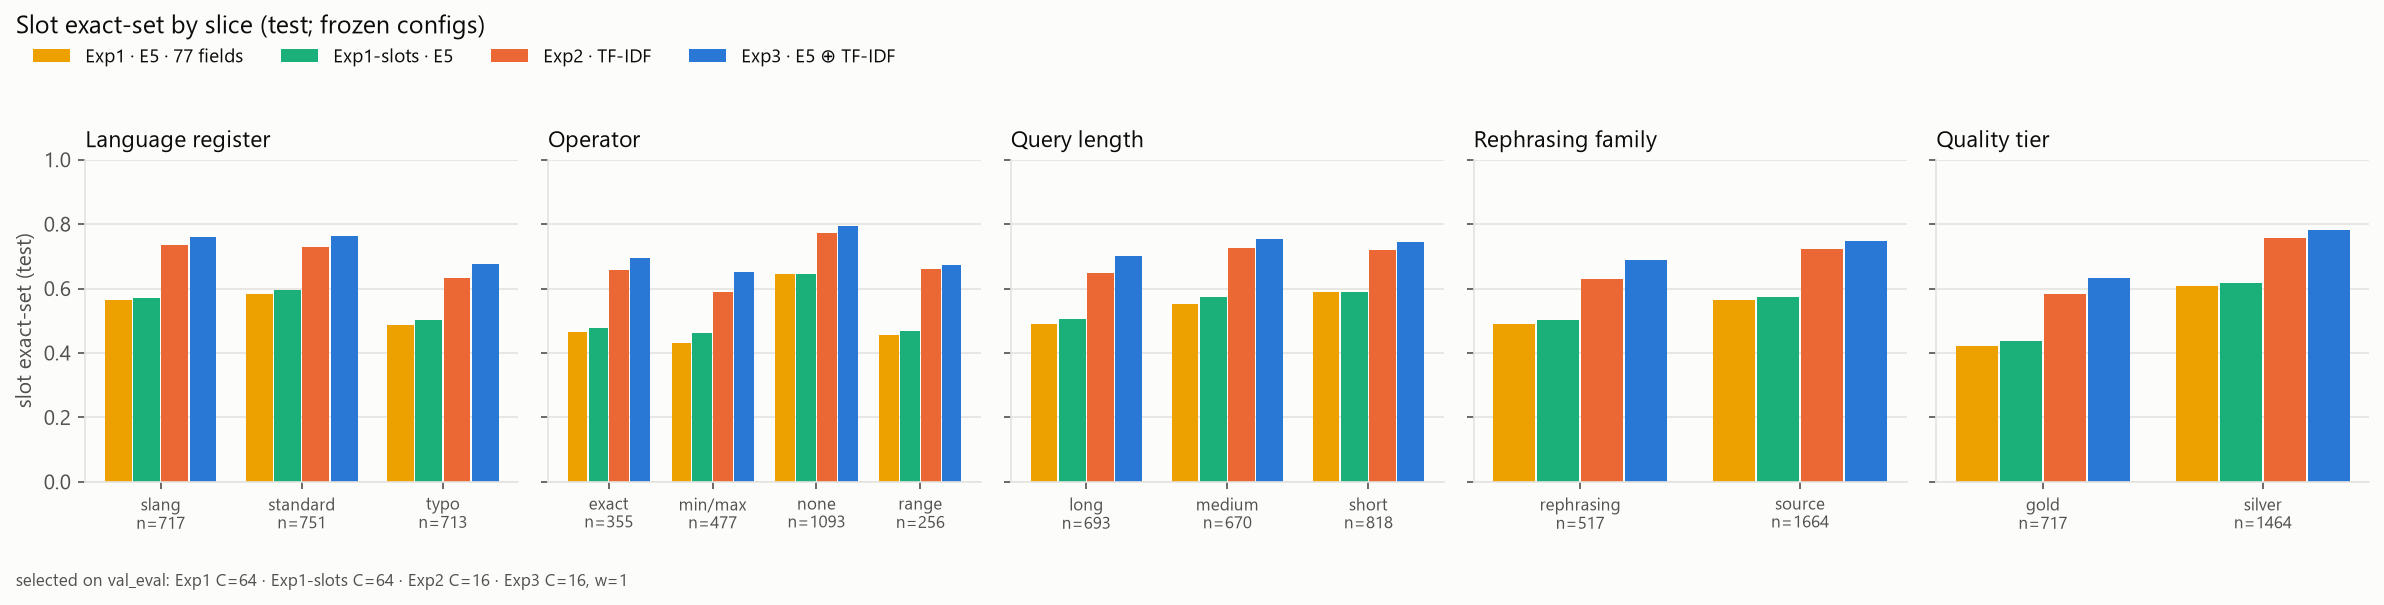 Slot exact-set by slice (test; frozen configs)
Exp1 · E5 · 77 fields Exp1-slots · E5 Exp2 · TF-IDF Exp3 · E5 ⊕ TF-IDF
Language register Operator Query length Rephrasing family Quality tier
slot exact-set (test)
1.0
0.8
0.6
0.4
0.2
0.0
slang standard typo exact min/max none range long medium short rephrasing source gold silver
n=717 n=751 n=713 n=355 n=477 n=1093 n=256 n=693 n=670 n=818 n=517 n=1664 n=717 n=1464
selected on val_eval: Exp1 C=64 · Exp1-slots C=64 · Exp2 C=16 · Exp3 C=16, w=1